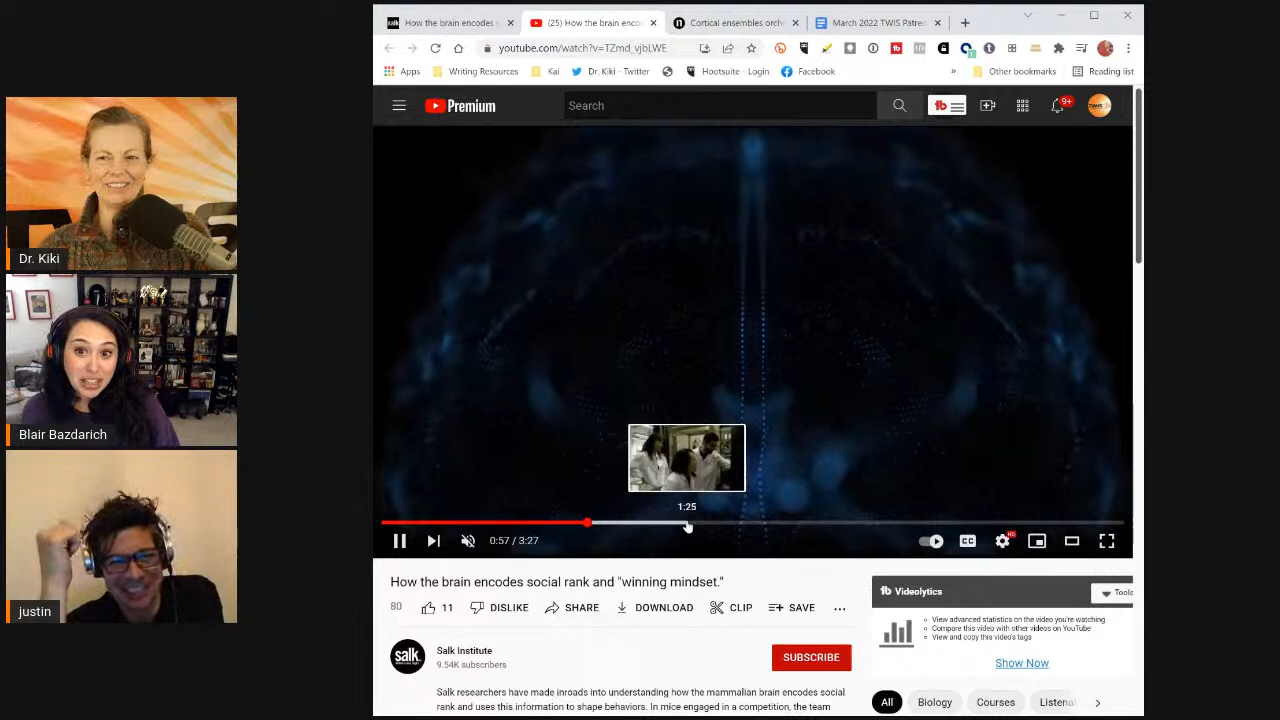 How the brain encodes s
(25) How the brain enco
Cortical ensembles orche
March 2022 TWIS Patre
youtube.com/watch?v=TZmd_vjbLWE
Apps
Writing Resources
Kai
Dr. Kiki - Twitter
Hootsuite - Login
Facebook
»
Other bookmarks
Reading list
Premium
Search
9+
Dr. Kiki
Blair Bazdarich
justin
1:25
0:57 / 3:27
CC
HD
How the brain encodes social rank and "winning mindset."
80
11
DISLIKE
SHARE
DOWNLOAD
CLIP
SAVE
...
salk.
Salk Institute
9.54K subscribers
SUBSCRIBE
Salk researchers have made inroads into understanding how the mammalian brain encodes social
rank and uses this information to shape behaviors. In mice engaged in a competition, the team
Videolytics
Tools
View advanced statistics on the video you're watching
Compare this video with other videos on YouTube
View and copy this video's tags
Show Now
All
Biology
Courses
Listena